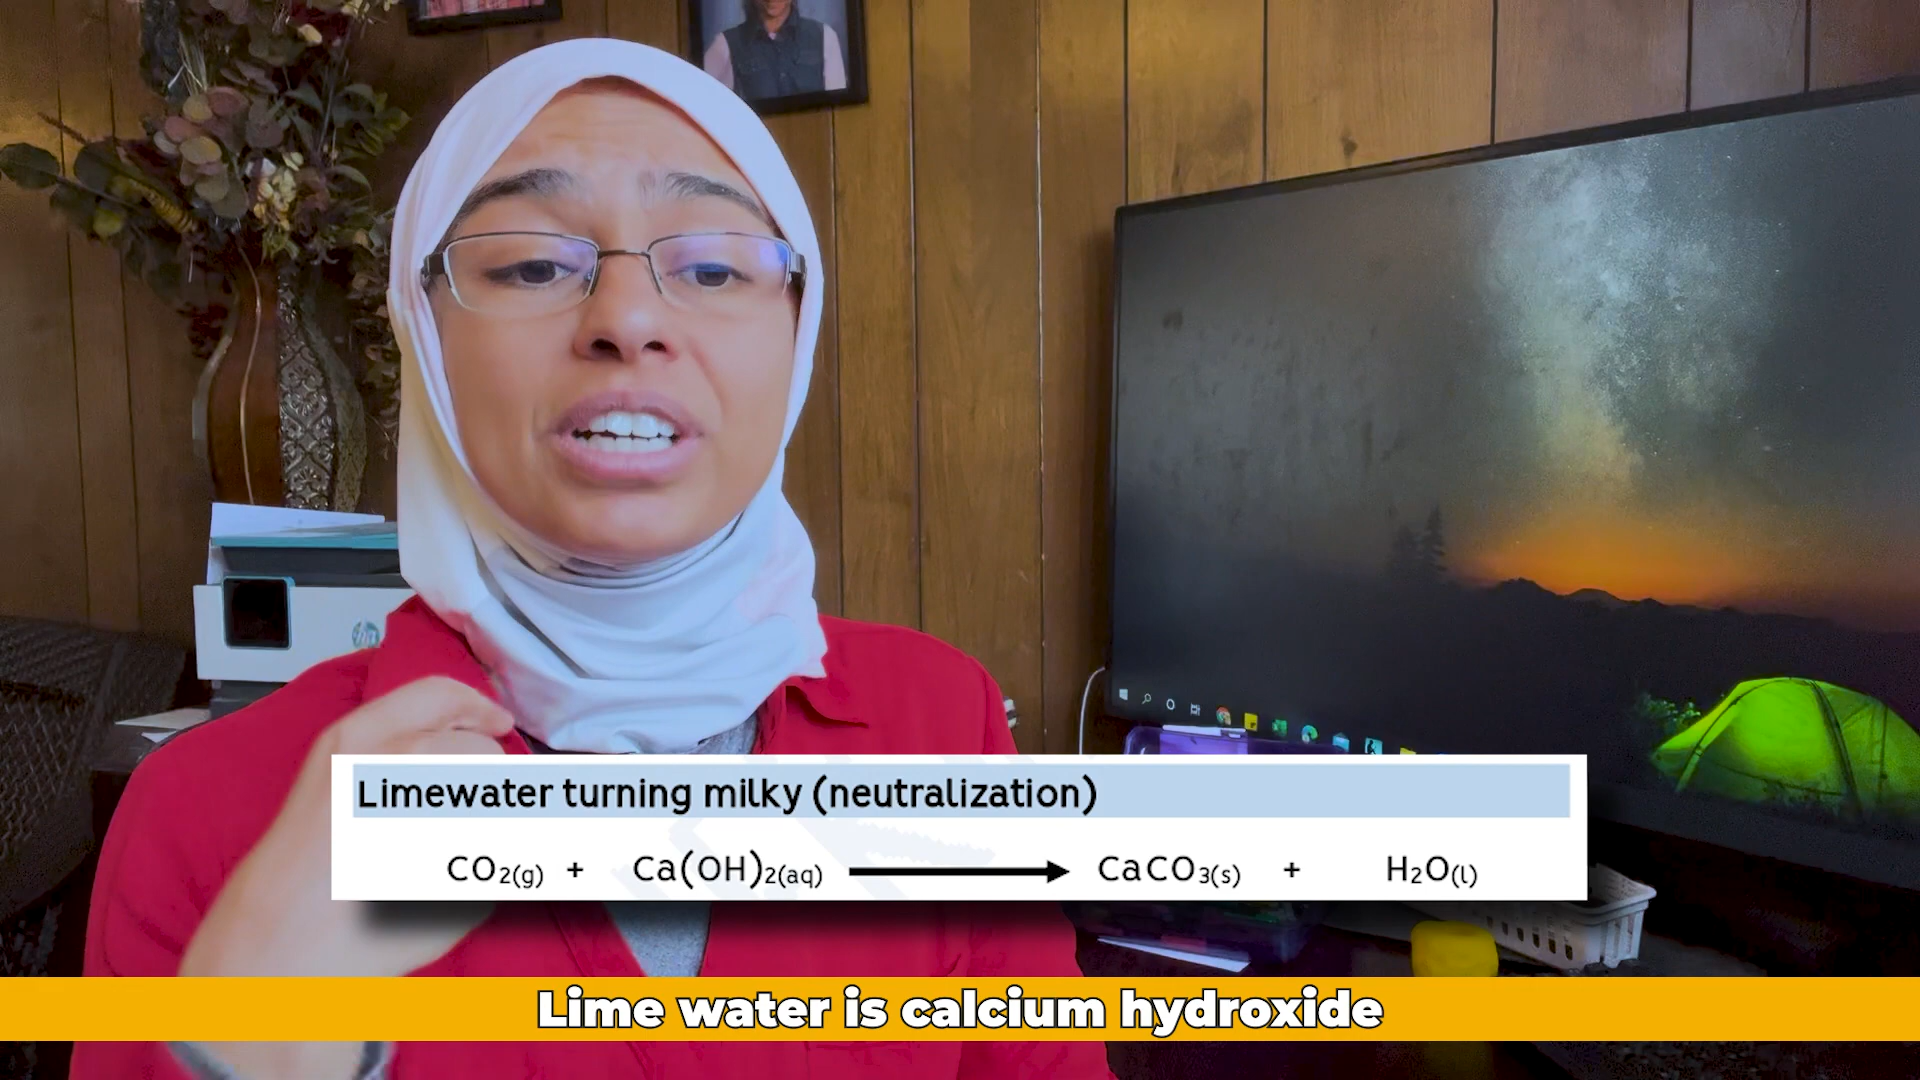 Limewater turning milky (neutralization)
CO2(g) + Ca(OH)2(aq) ⟶ CaCO3(s) + H2O(l)
Lime water is calcium hydroxide